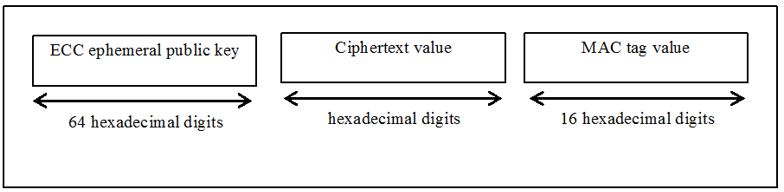 ECC ephemeral public key
Ciphertext value
MAC tag value
64 hexadecimal digits
hexadecimal digits
16 hexadecimal digits